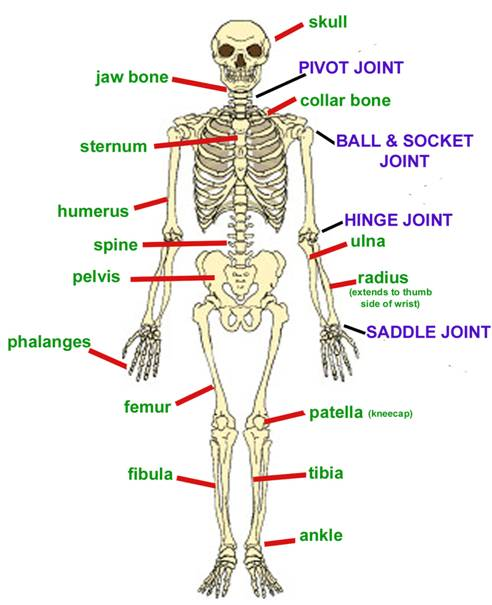 skull
PIVOT JOINT
jaw bone
collar bone
BALL & SOCKET
JOINT
sternum
humerus
HINGE JOINT
ulna
spine
pelvis
radius
(extends to thumb
side of wrist)
SADDLE JOINT
phalanges
femur
patella (kneecap)
fibula
tibia
ankle